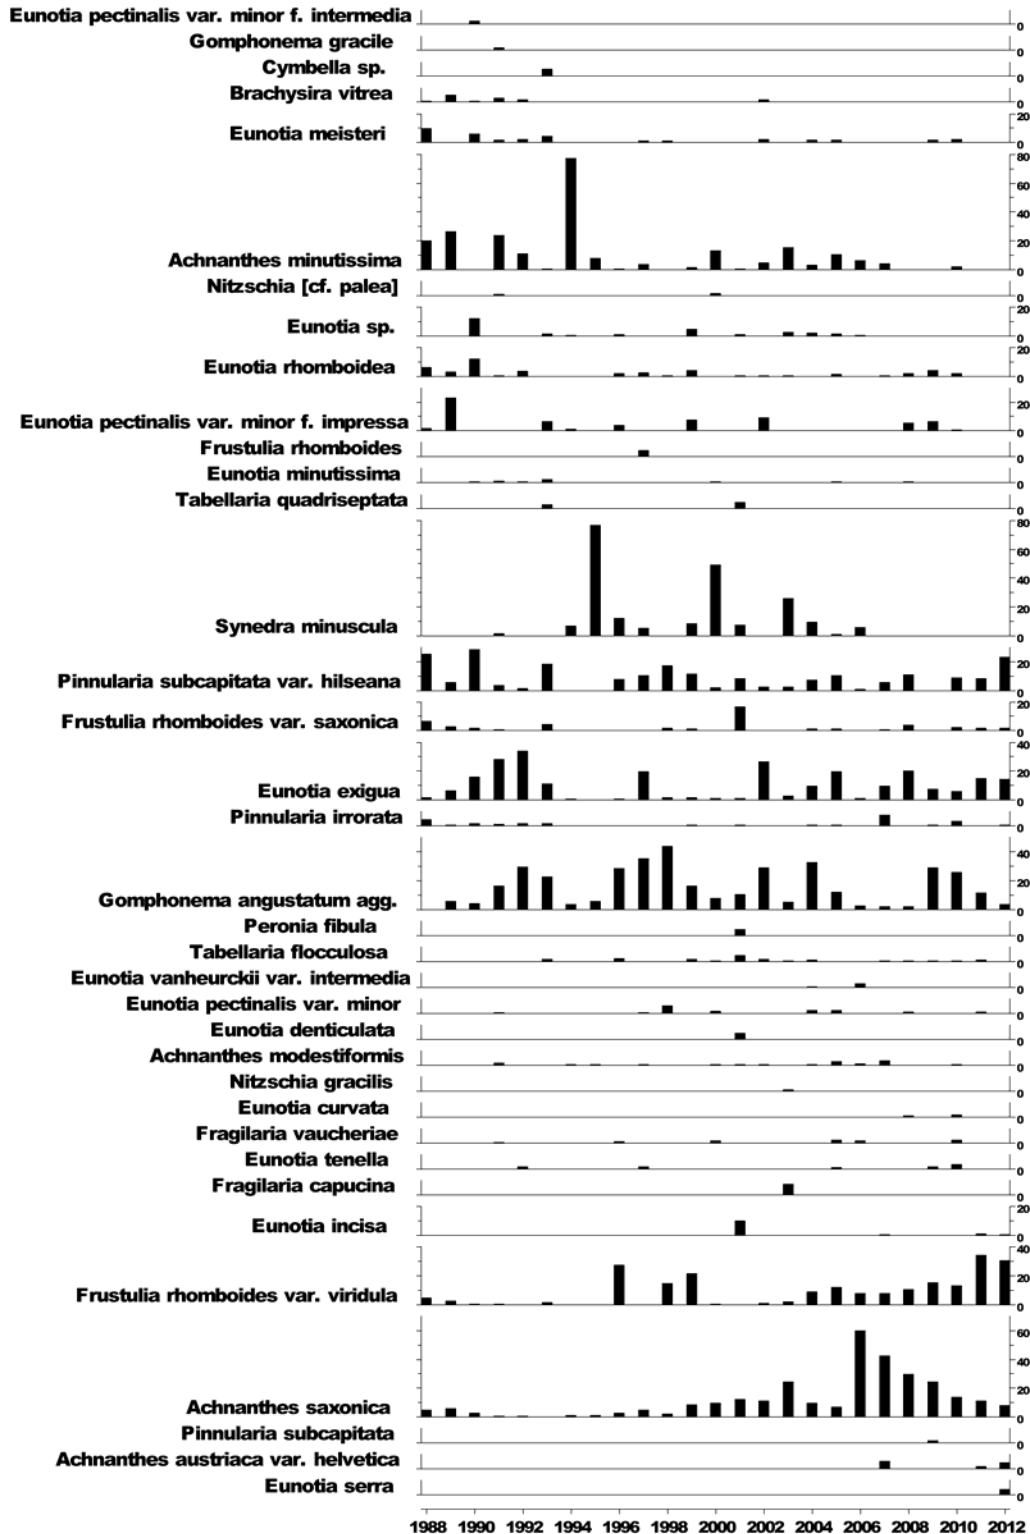 Eunotia pectinalis var. minor f. intermedia
0
Gomphonema gracile
0
Cymbella sp.
0
Brachysira vitrea
0
20
Eunotia meisteri
0
80
60
40
20
Achnanthes minutissima
0
Nitzschia [cf. palea]
0
20
Eunotia sp.
0
20
Eunotia rhomboidea
0
20
Eunotia pectinalis var. minor f. impressa
0
Frustulia rhomboides
0
Eunotia minutissima
0
Tabellaria quadriseptata
0
80
60
40
20
Synedra minuscula
0
20
Pinnularia subcapitata var. hilseana
0
20
Frustulia rhomboides var. saxonica
0
40
20
Eunotia exigua
0
Pinnularia irrorata
0
40
20
Gomphonema angustatum agg.
0
Peronia fibula
0
Tabellaria flocculosa
0
Eunotia vanheurckii var. intermedia
0
Eunotia pectinalis var. minor
0
Eunotia denticulata
0
Achnanthes modestiformis
0
Nitzschia gracilis
0
Eunotia curvata
0
Fragilaria vaucheriae
0
Eunotia tenella
0
Fragilaria capucina
0
20
Eunotia incisa
0
40
20
Frustulia rhomboides var. viridula
0
60
40
20
Achnanthes saxonica
0
Pinnularia subcapitata
0
Achnanthes austriaca var. helvetica
0
Eunotia serra
0
1988 1990 1992 1994 1996 1998 2000 2002 2004 2006 2008 2010 2012